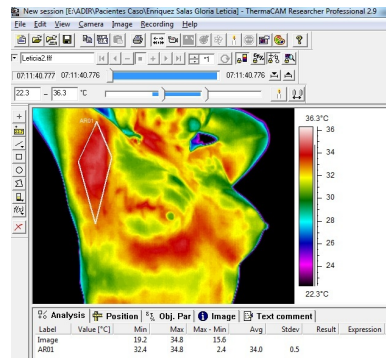 New session [E:\ADIR\Pacientes Caso\Enriquez Salas Gloria Leticia] - ThermaCAM Researcher Professional 2.9
File Edit View Camera Image Recording Help
Leticia2.fff
07:11:40.777 07:11:40.776 07:11:40.776
22.3 - 36.3 °C
AR01
36.3°C
36
34
32
30
28
26
24
22.3°C
Analysis Position Obj. Par Image Text comment
Label Value [°C] Min Max Max - Min Avg Stdev Result Expression
Image 19.2 34.8 15.6
AR01 32.4 34.8 2.4 34.0 0.5